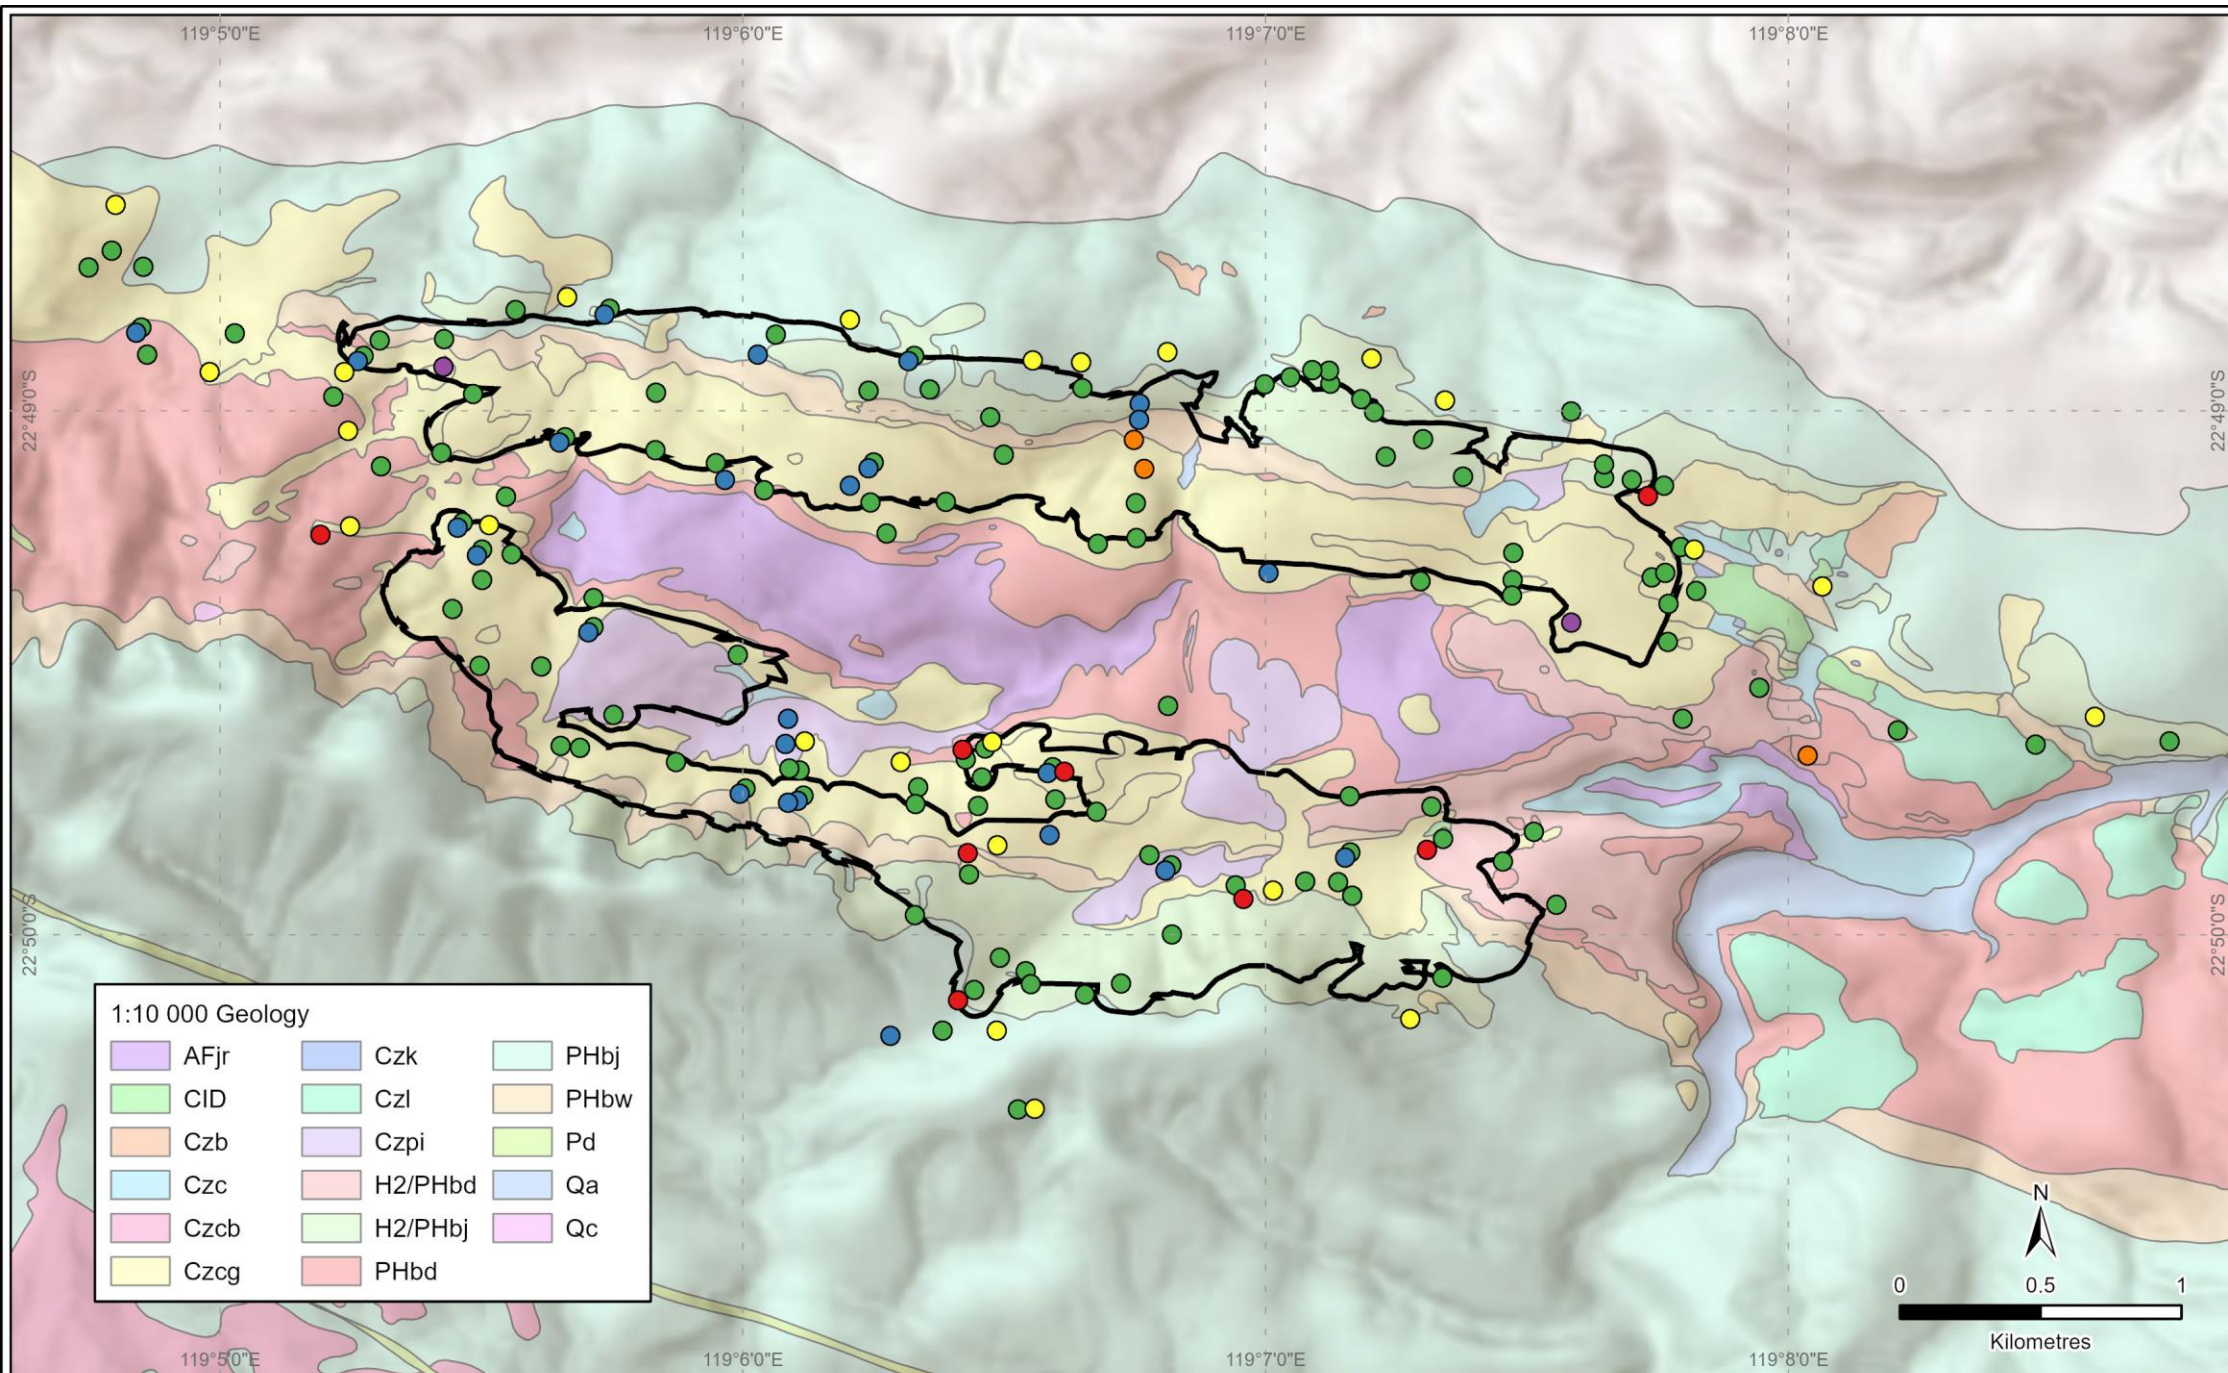 119°5'0"E 119°6'0"E 119°7'0"E 119°8'0"E
22°49'0"S 22°49'0"S
22°50'0"S 22°50'0"S
1:10 000 Geology
AFjr Czk PHbj
CID Czl PHbw
Czb Czpi Pd
Czc H2/PHbd Qa
Czcb H2/PHbj Qc
Czcg PHbd
N
0 0.5 1
Kilometres
119°5'0"E 119°6'0"E 119°7'0"E 119°8'0"E